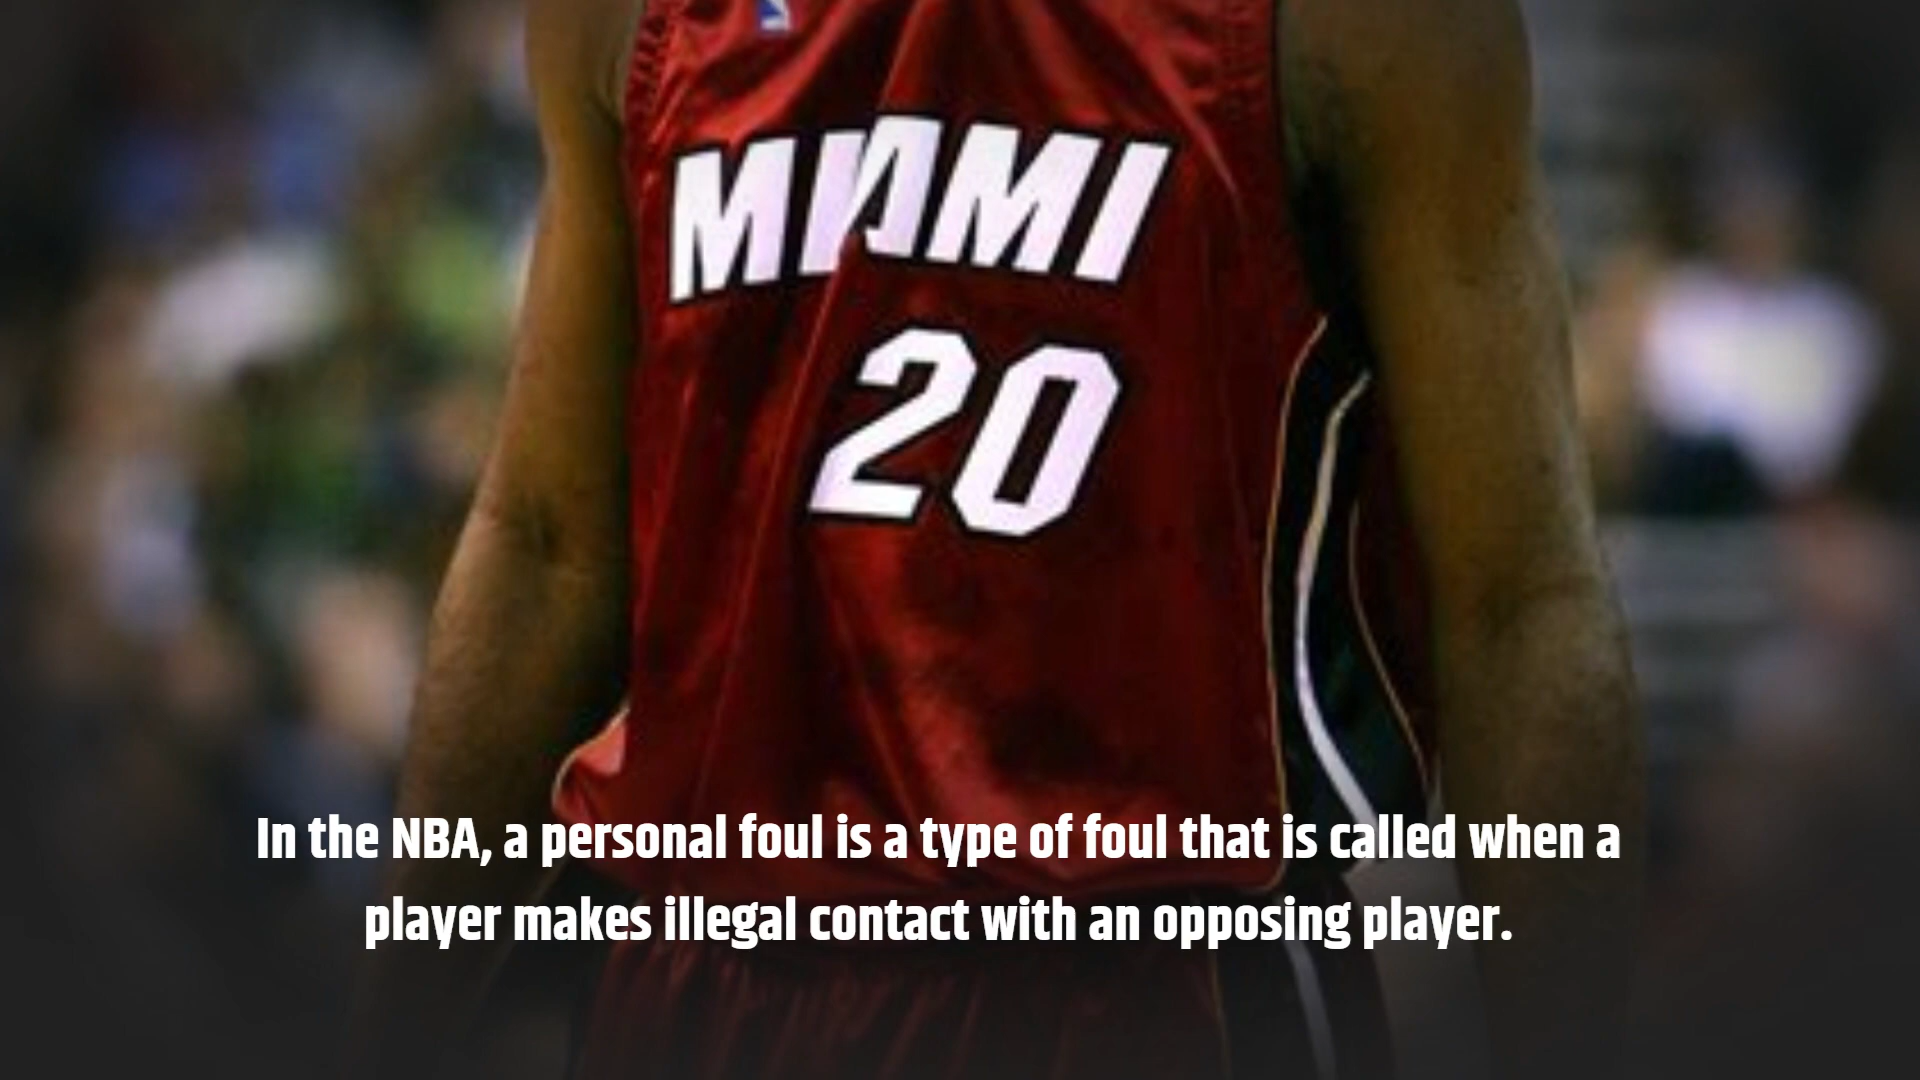 MIAMI
20
In the NBA, a personal foul is a type of foul that is called when a
player makes illegal contact with an opposing player.